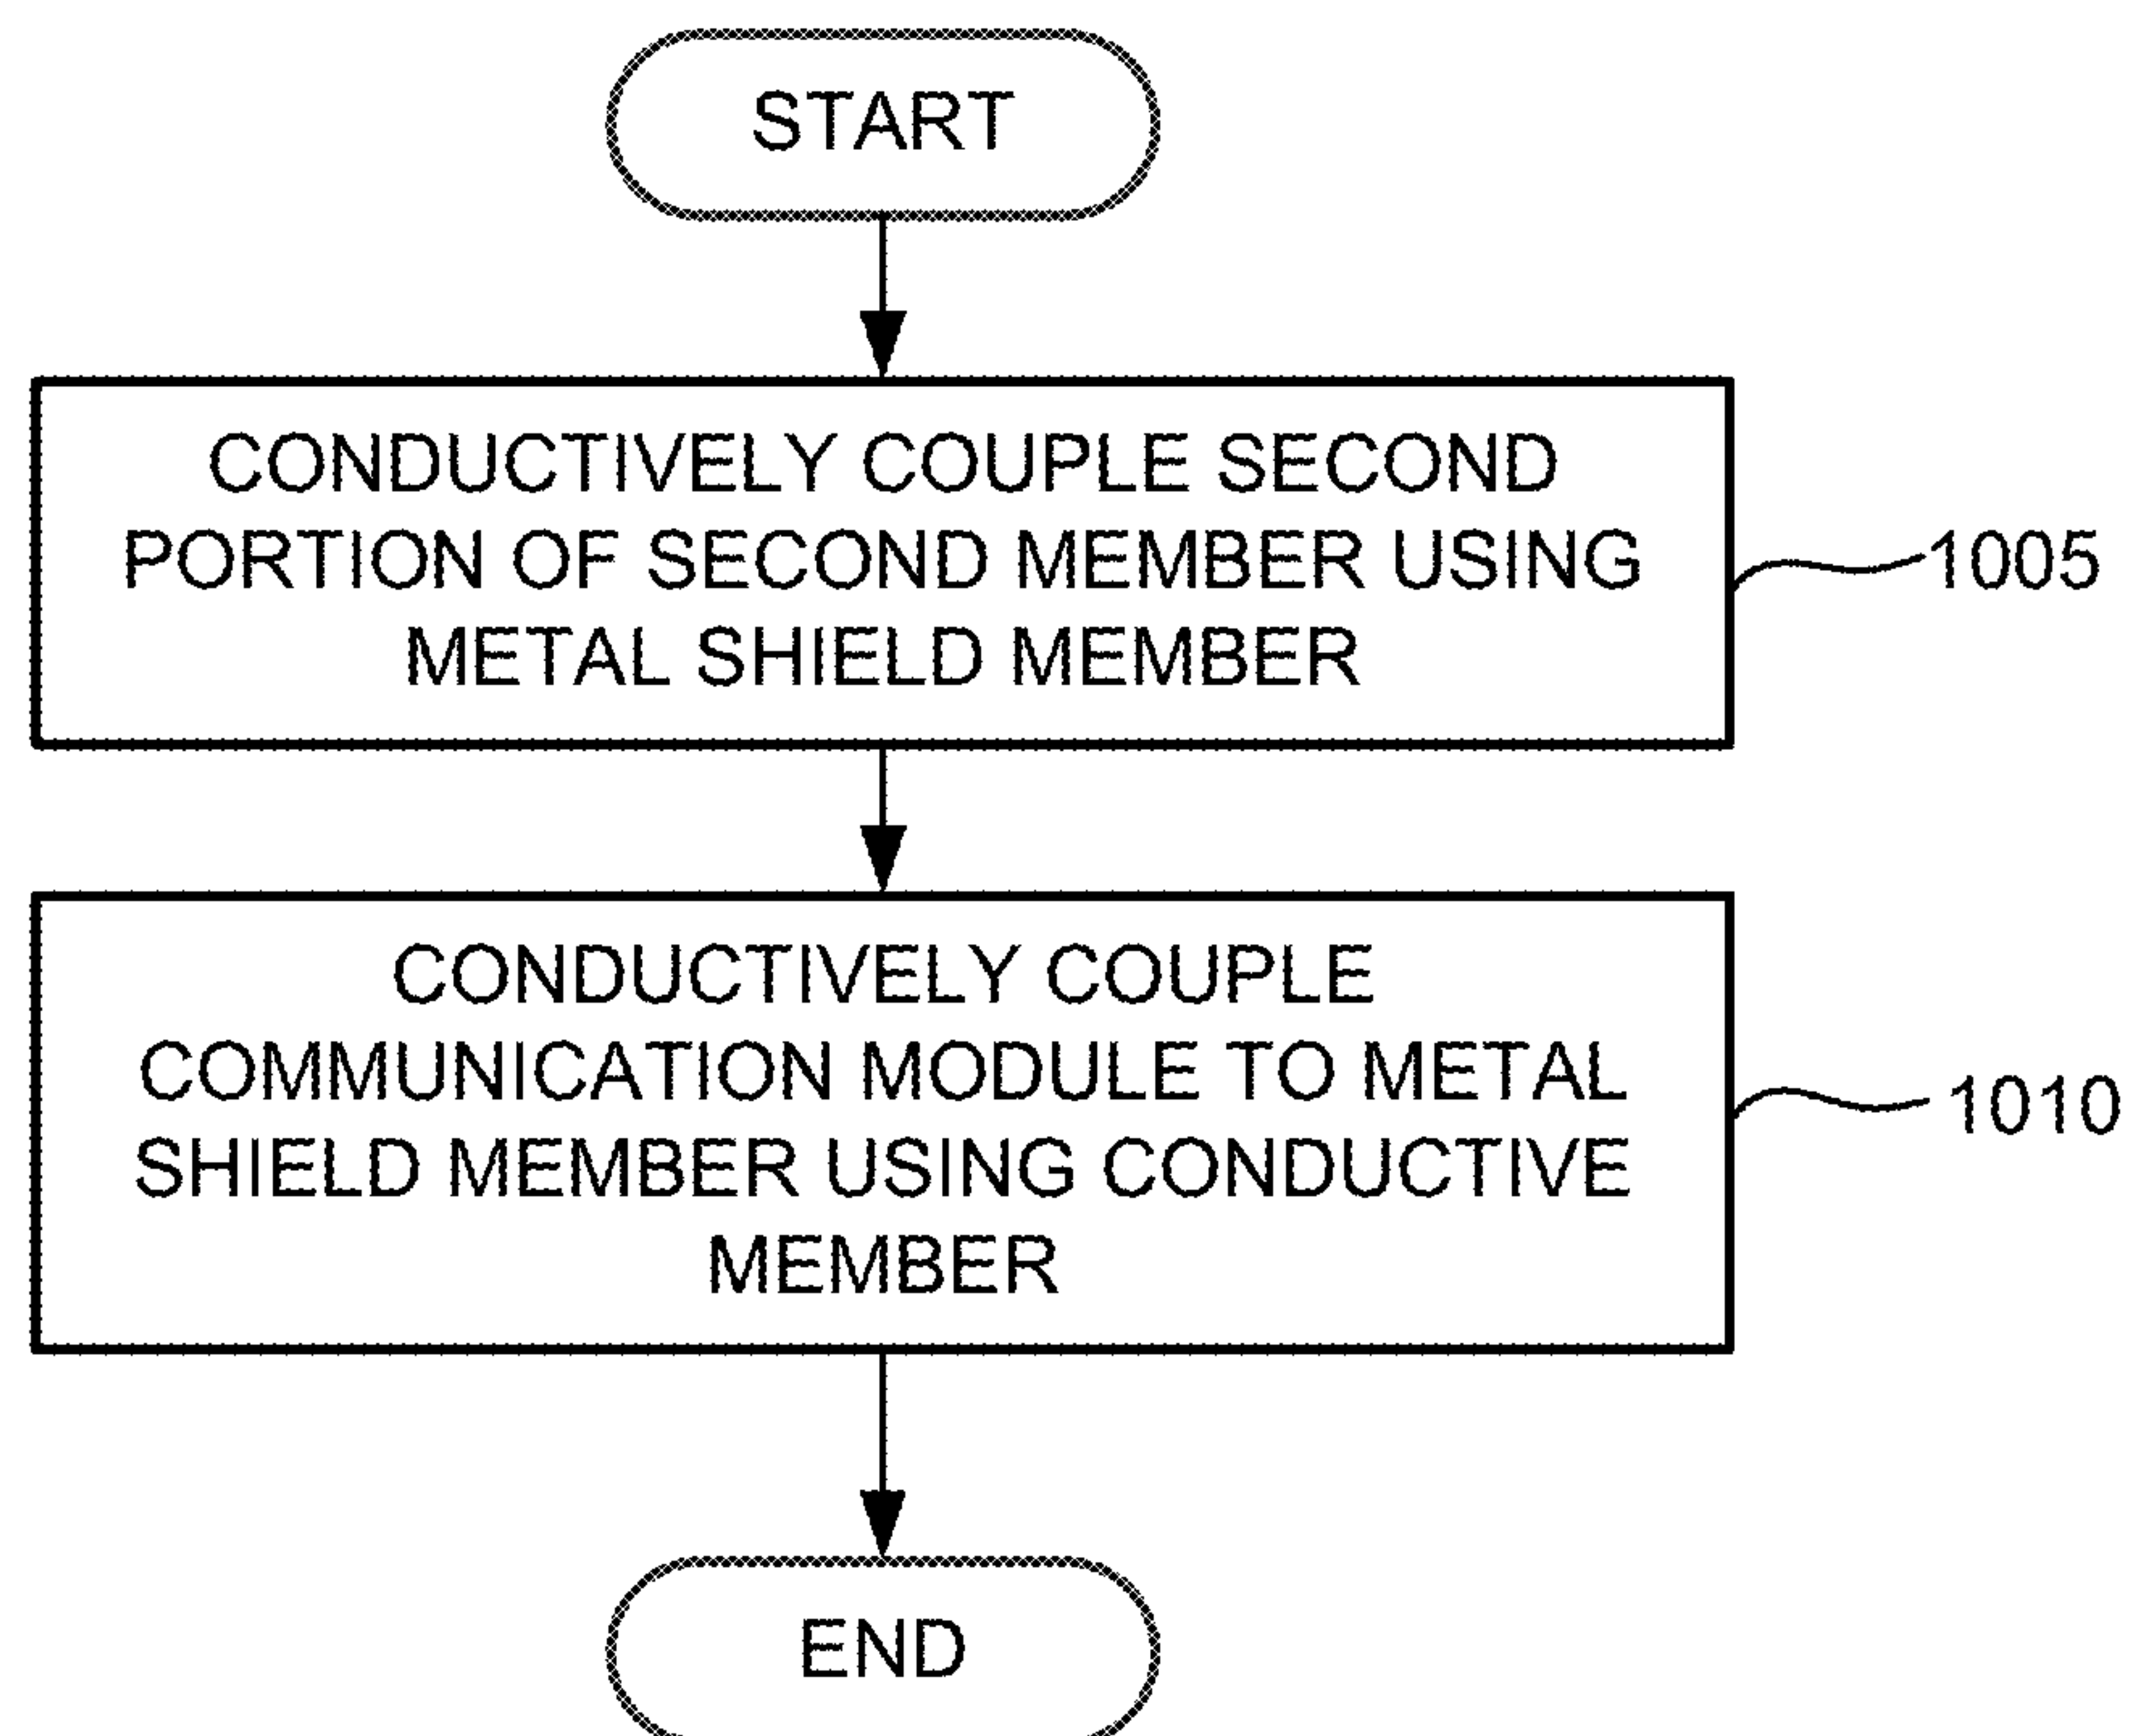 START
CONDUCTIVELY COUPLE SECOND
PORTION OF SECOND MEMBER USING
METAL SHIELD MEMBER
1005
CONDUCTIVELY COUPLE
COMMUNICATION MODULE TO METAL
SHIELD MEMBER USING CONDUCTIVE
MEMBER
1010
END